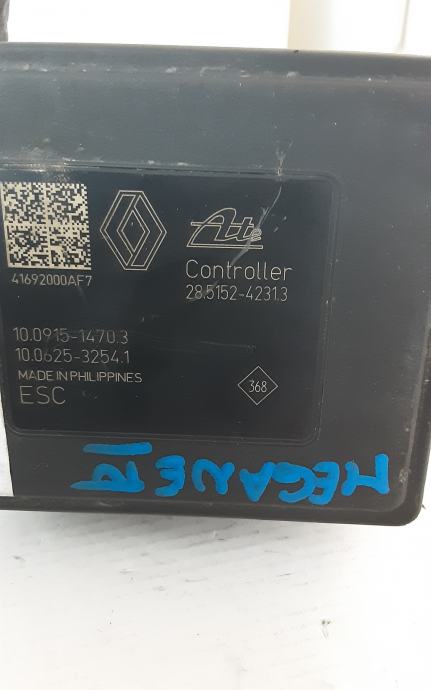 Ate
41692000AF7
Controller
28.5152-4231.3
10.0915-1470.3
10.0625-3254.1
MADE IN PHILIPPINES
ESC
368
MEGANE